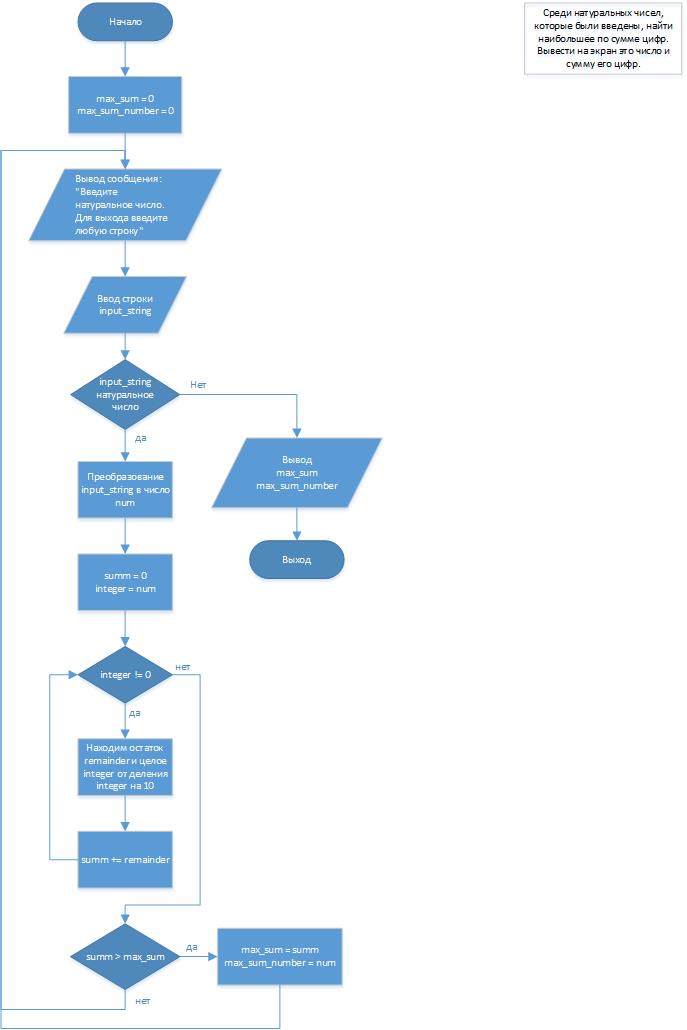 Начало
Среди натуральных чисел,
которые были введены, найти
наибольшее по сумме цифр.
Вывести на экран это число и
сумму его цифр.
max_sum = 0
max_sum_number = 0
Вывод сообщения:
"Введите
натуральное число.
Для выхода введите
любую строку"
Ввод строки
input_string
input_string
натуральное
число
Нет
да
Вывод
max_sum
max_sum_number
Преобразование
input_string в число
num
Выход
summ = 0
integer = num
integer != 0
нет
да
Находим остаток
remainder и целое
integer от деления
integer на 10
summ += remainder
summ > max_sum
да
max_sum = summ
max_sum_number = num
нет